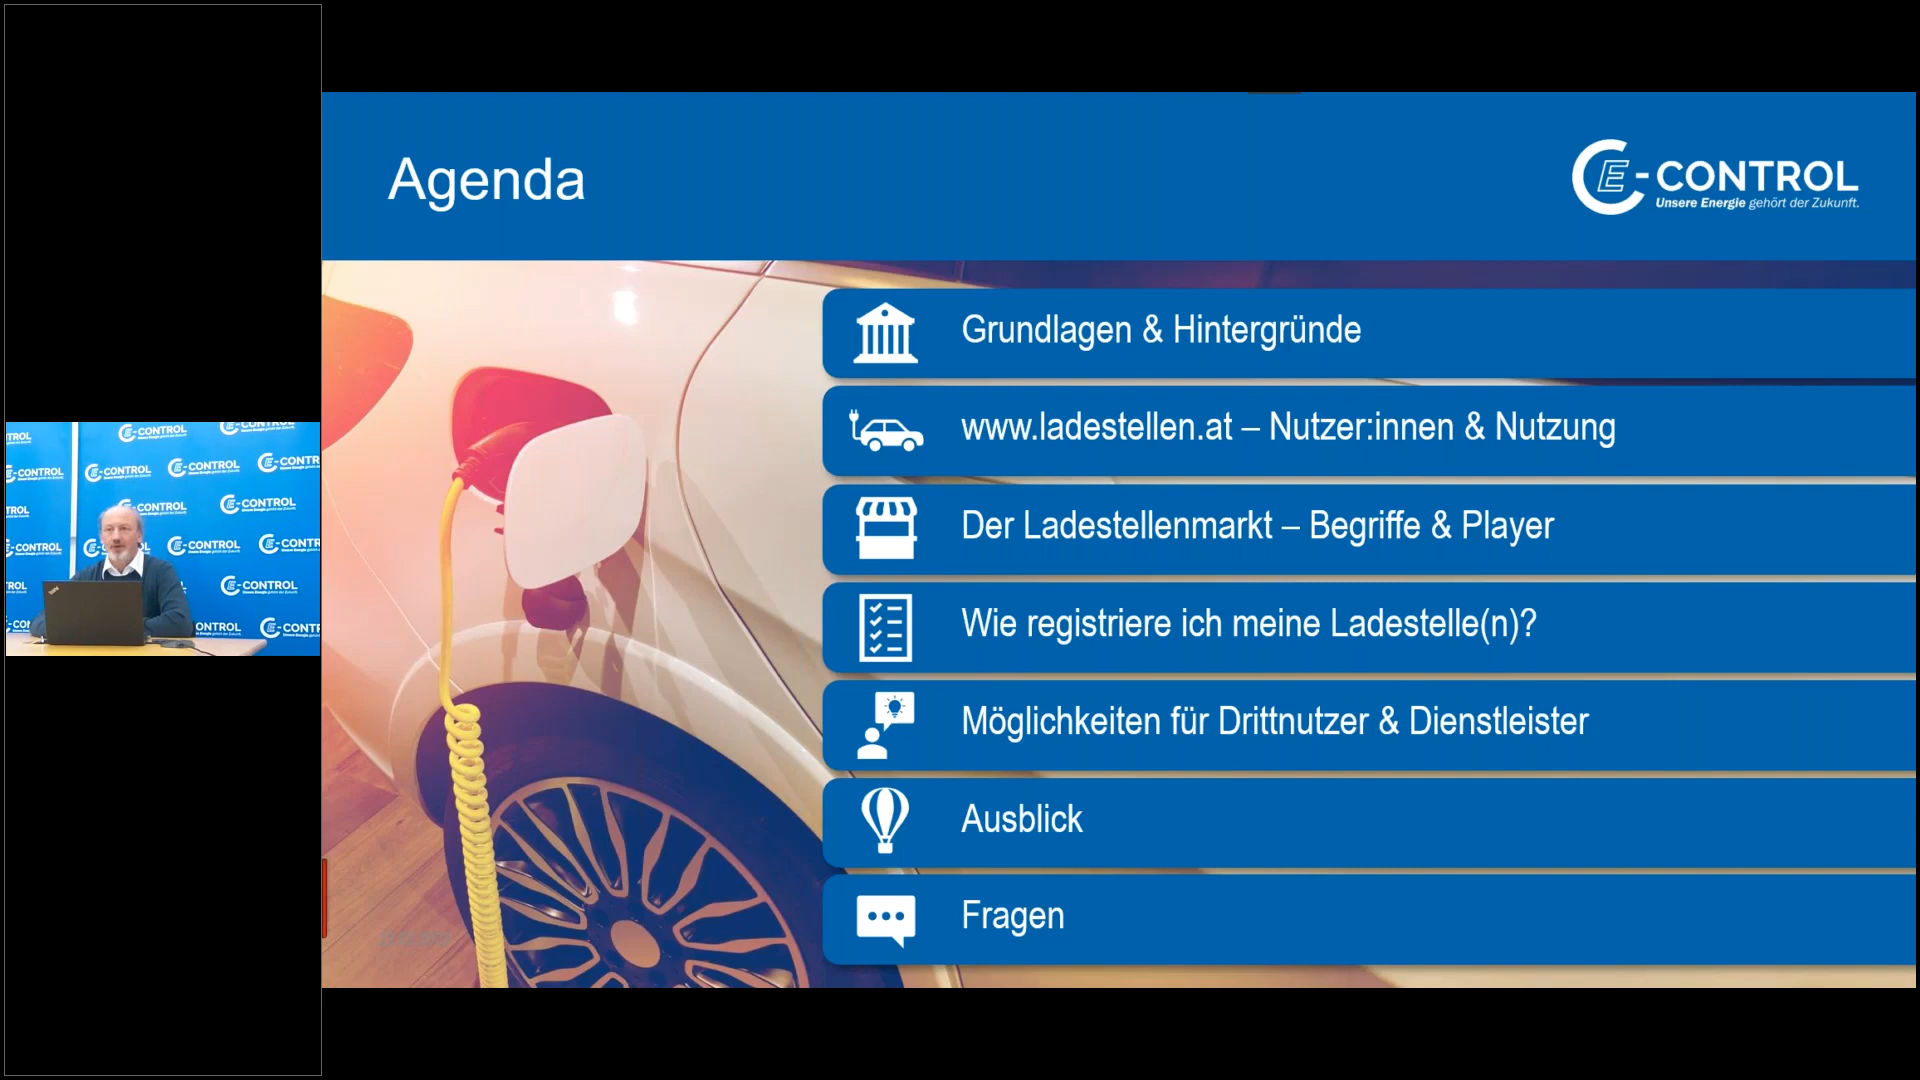 Agenda
E-CONTROL
Unsere Energie gehört der Zukunft.
Grundlagen & Hintergründe
www.ladestellen.at – Nutzer:innen & Nutzung
Der Ladestellenmarkt – Begriffe & Player
Wie registriere ich meine Ladestelle(n)?
Möglichkeiten für Drittnutzer & Dienstleister
Ausblick
Fragen